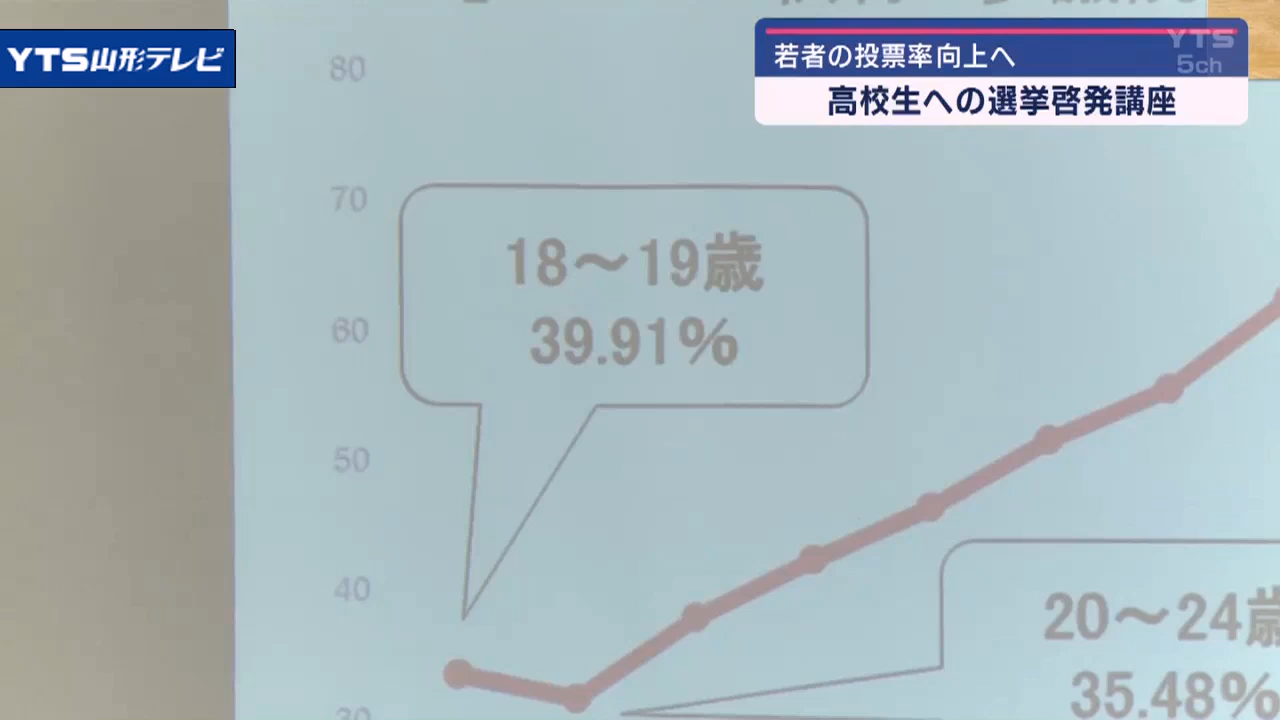 YTS山形テレビ
若者の投票率向上へ
YTS
5ch
高校生への選挙啓発講座
80
70
18～19歳
39.91%
60
50
40
20～24歳
35.48%
30